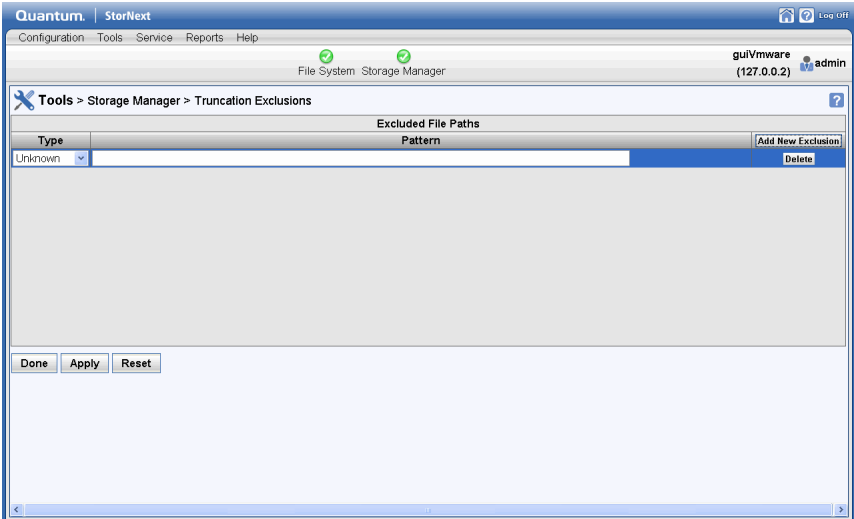 Quantum. StorNext Log Off
Configuration Tools Service Reports Help
File System Storage Manager
guiVmware
(127.0.0.2)
admin
Tools > Storage Manager > Truncation Exclusions
Excluded File Paths
Type Pattern Add New Exclusion
Unknown Delete
Done Apply Reset